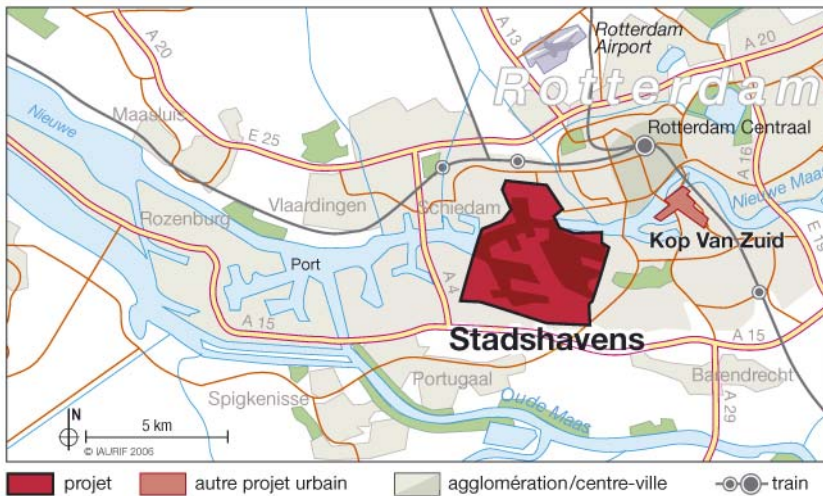 Rotterdam
Airport
A 13
A 20
A 20
Rotterdam
Nieuwe
Maasluis
E 25
Rotterdam Centraal
A 16
Nieuwe Maas
Rozenburg
Vlaardingen
Schiedam
Kop Van Zuid
Port
A 4
E 19
A 15
Stadshavens
A 15
Portugaal
Barendrecht
Spigkenisse
A 29
Oude Maas
N
5 km
© IAURIF 2006
projet
autre projet urbain
agglomération/centre-ville
train